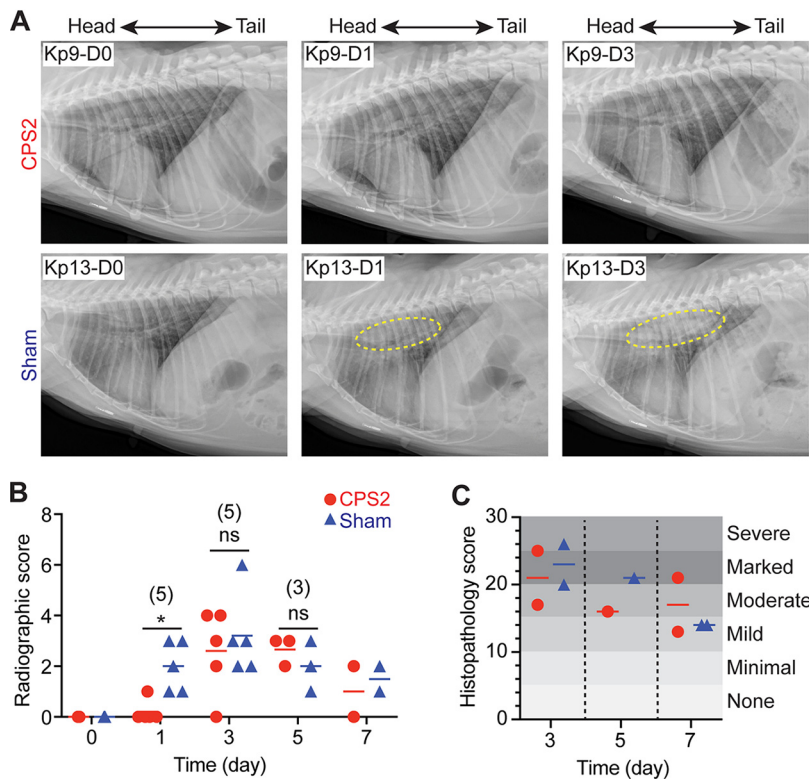 A
Head Tail Head Tail Head Tail
CPS2
Kp9-D0 Kp9-D1 Kp9-D3
Sham
Kp13-D0 Kp13-D1 Kp13-D3
B
CPS2
Sham
Radiographic score
8
6
4
2
0
(5)
*
(5)
ns
(3)
ns
0 1 3 5 7
Time (day)
C
Histopathology score
30
20
10
0
Severe
Marked
Moderate
Mild
Minimal
None
3 5 7
Time (day)